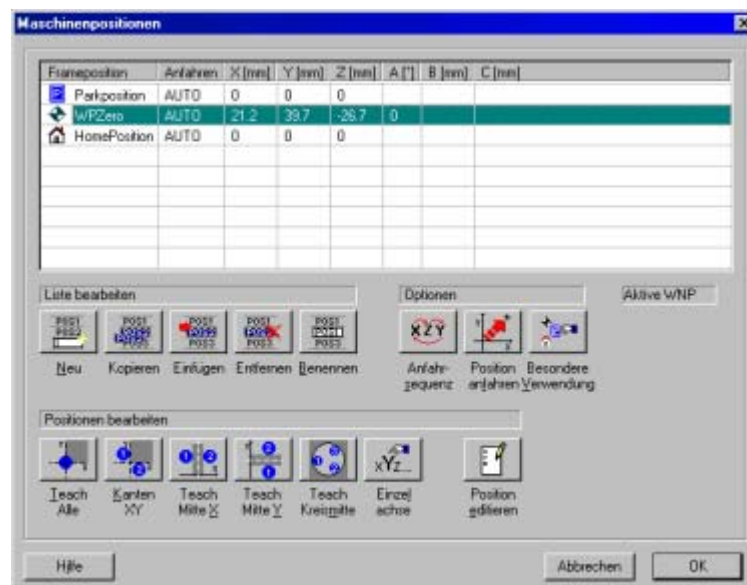 Maschinenpositionen
Frameposition Anfahren X [mm] Y [mm] Z [mm] A [°] B [mm] C [mm]
Parkposition AUTO 0 0 0
WPZero AUTO 21.2 39.7 -26.7 0
HomePosition AUTO 0 0 0
Liste bearbeiten Optionen Aktive WNP
Neu Kopieren Einfügen Entfernen Benennen Anfahr-sequenz Position anfahren Besondere Verwendung
Positionen bearbeiten
Teach Alle Kanten XY Teach Mitte X Teach Mitte Y Teach Kreismitte Einzel achse Position editieren
Hilfe Abbrechen OK